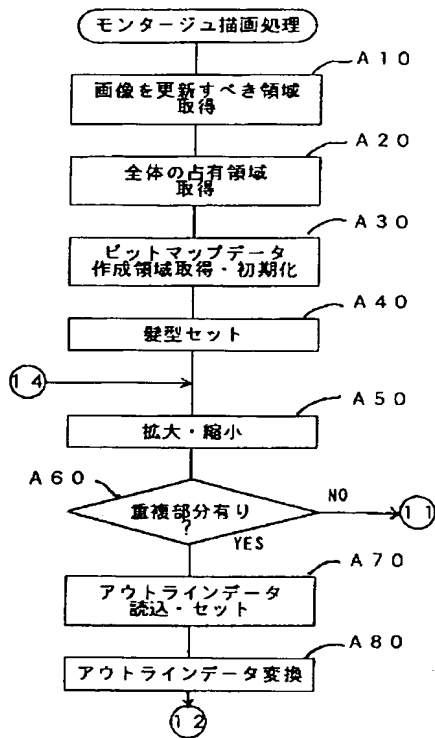 モンタージュ描画処理
A10
画像を更新すべき領域
取得
A20
全体の占有領域
取得
A30
ビットマップデータ
作成領域取得・初期化
A40
髪型セット
14
A50
拡大・縮小
A60
重複部分有り
?
NO
11
YES
A70
アウトラインデータ
読込・セット
A80
アウトラインデータ変換
12